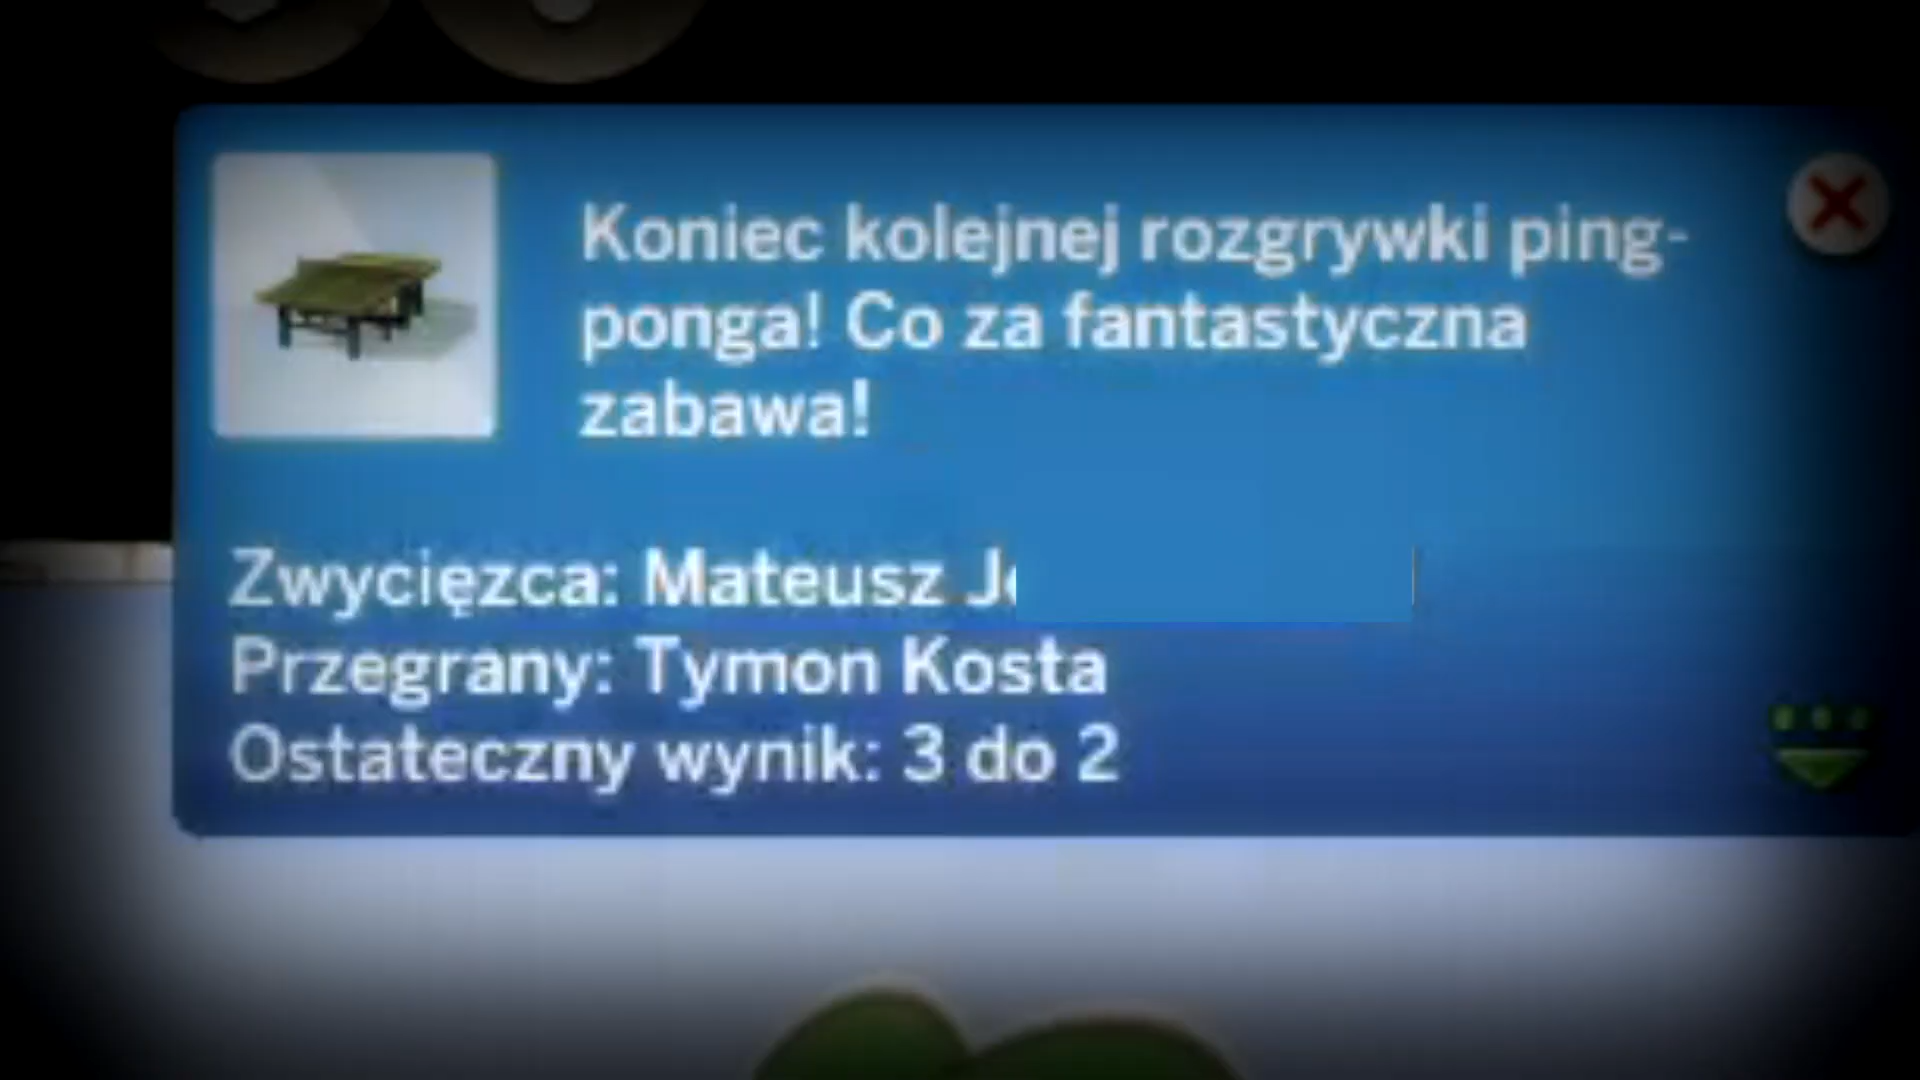 Koniec kolejnej rozgrywki ping-
ponga! Co za fantastyczna
zabawa!
Zwycięzca: Mateusz
Przegrany: Tymon Kosta
Ostateczny wynik: 3 do 2